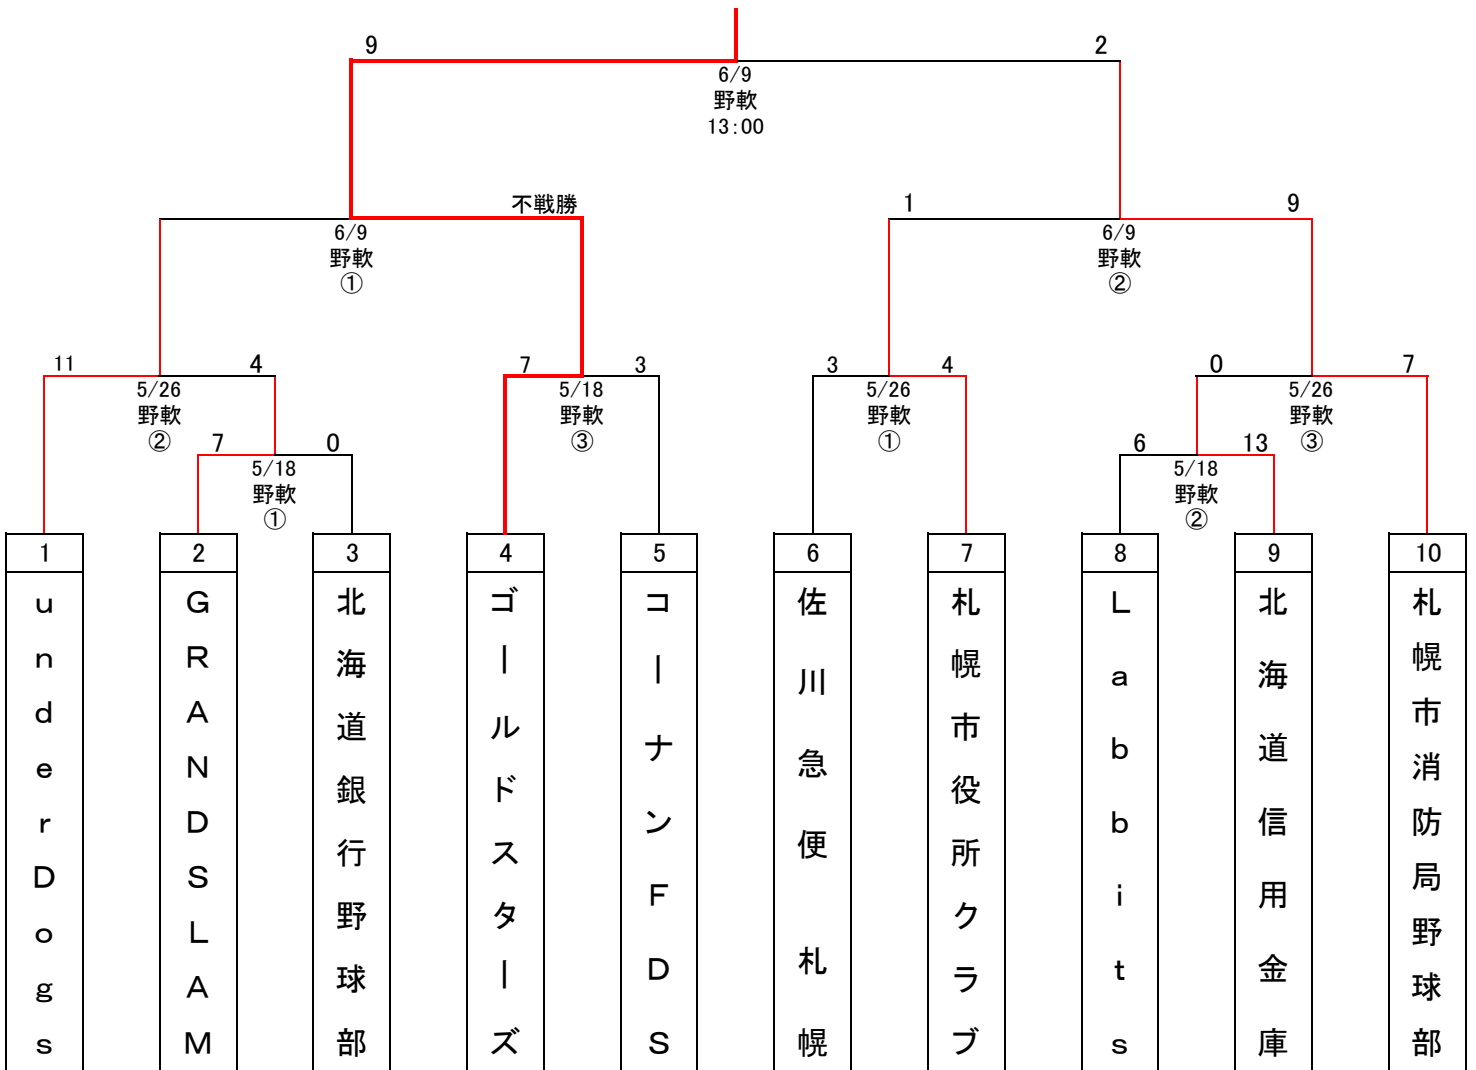 9
2
6/9
野軟
13:00
不戦勝
1
9
6/9
野軟
①
6/9
野軟
②
11
4
7
3
3
4
0
7
5/26
野軟
②
5/18
野軟
③
5/26
野軟
①
5/26
野軟
③
7
0
6
13
5/18
野軟
①
5/18
野軟
②
1
2
3
4
5
6
7
8
9
10
underDogs
GRANDSLAM
北海道銀行野球部
ゴールドスターズ
コーナンFDS
佐川急便 札幌
札幌市役所クラブ
Labbits
北海道信用金庫
札幌市消防局野球部